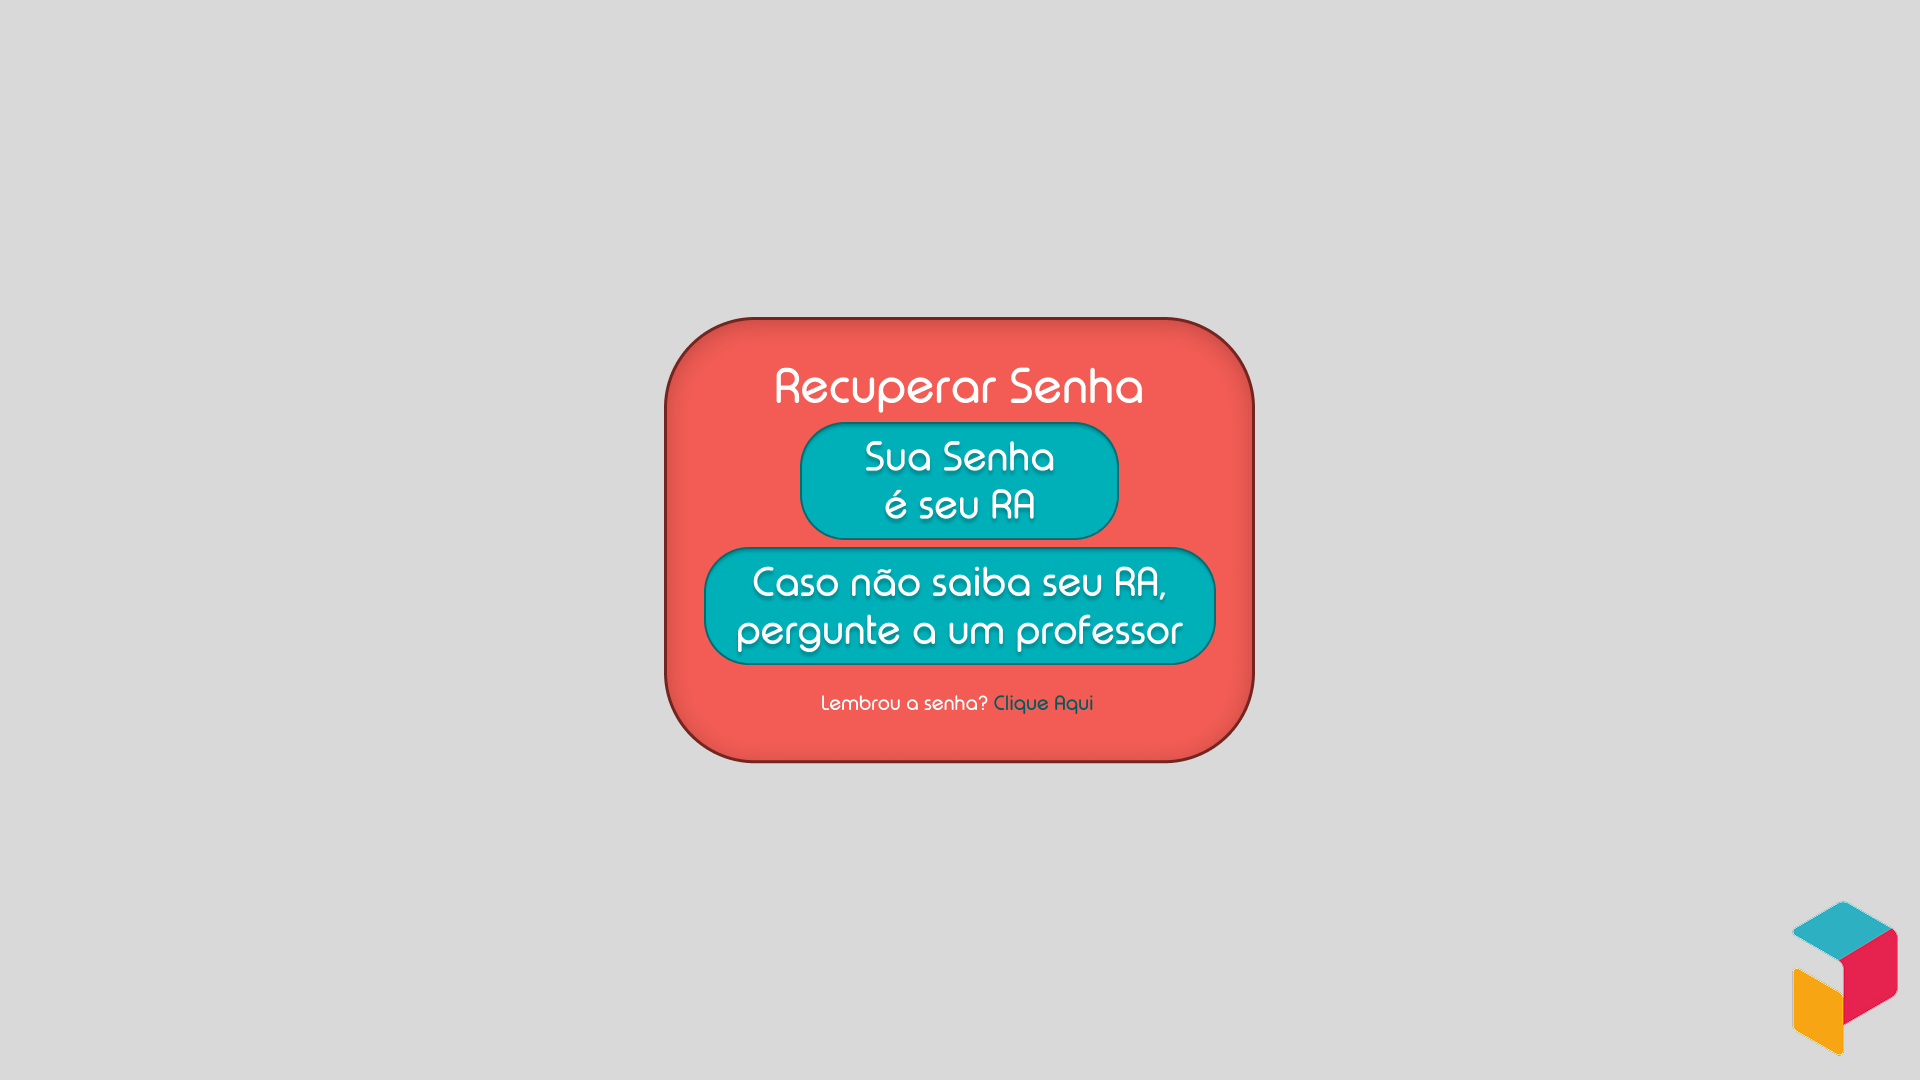 Recuperar Senha
Sua Senha
é seu RA
Caso não saiba seu RA,
pergunte a um professor
Lembrou a senha? Clique Aqui